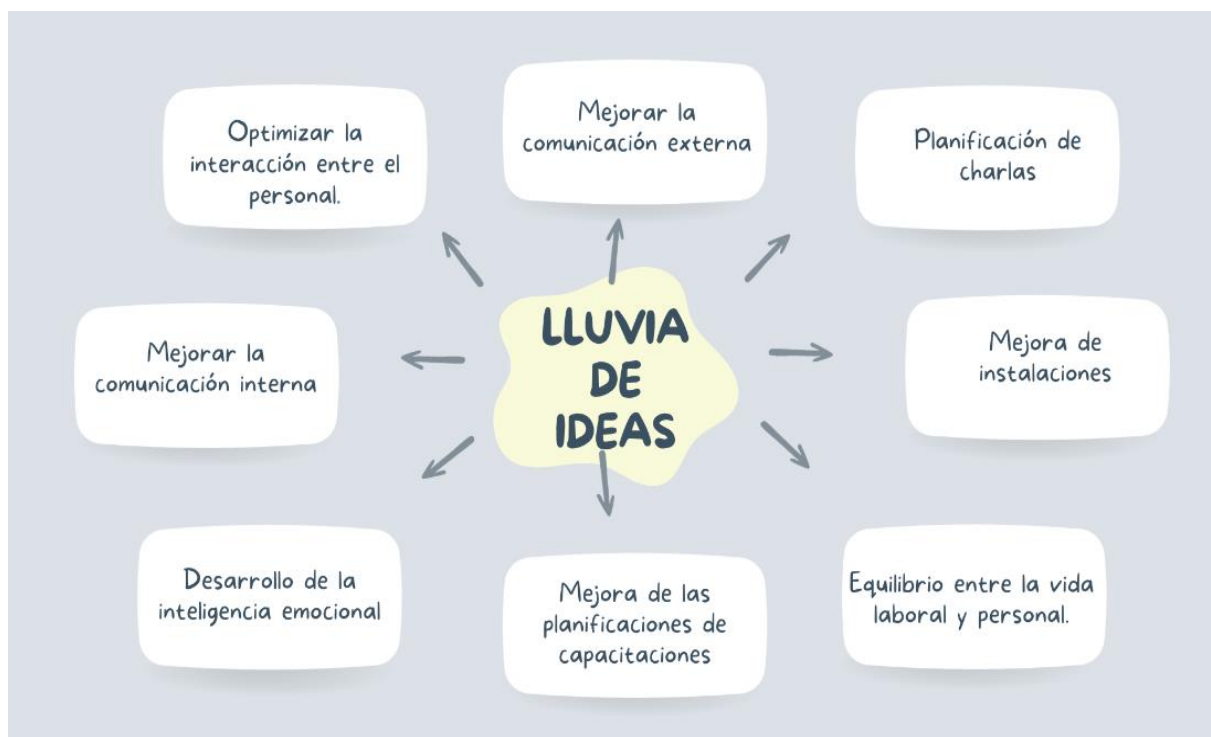 Optimizar la
interacción entre el
personal.
Mejorar la
comunicación externa
Planificación de
charlas
Mejorar la
comunicación interna
LLUVIA
DE
IDEAS
Mejora de
instalaciones
Desarrollo de la
inteligencia emocional
Mejora de las
planificaciones de
capacitaciones
Equilibrio entre la vida
laboral y personal.